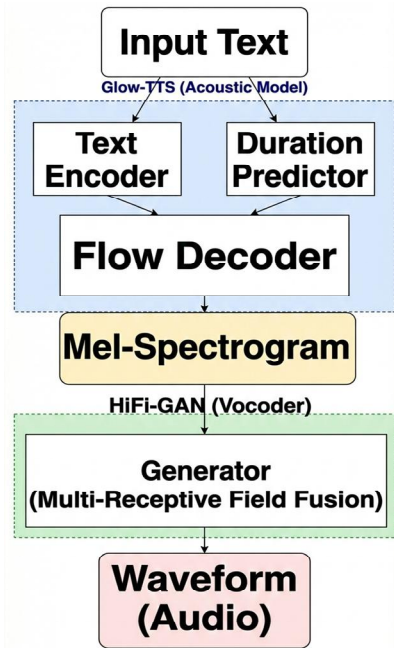 Input Text
Glow-TTS (Acoustic Model)
Text
Encoder
Duration
Predictor
Flow Decoder
Mel-Spectrogram
HiFi-GAN (Vocoder)
Generator
(Multi-Receptive Field Fusion)
Waveform
(Audio)